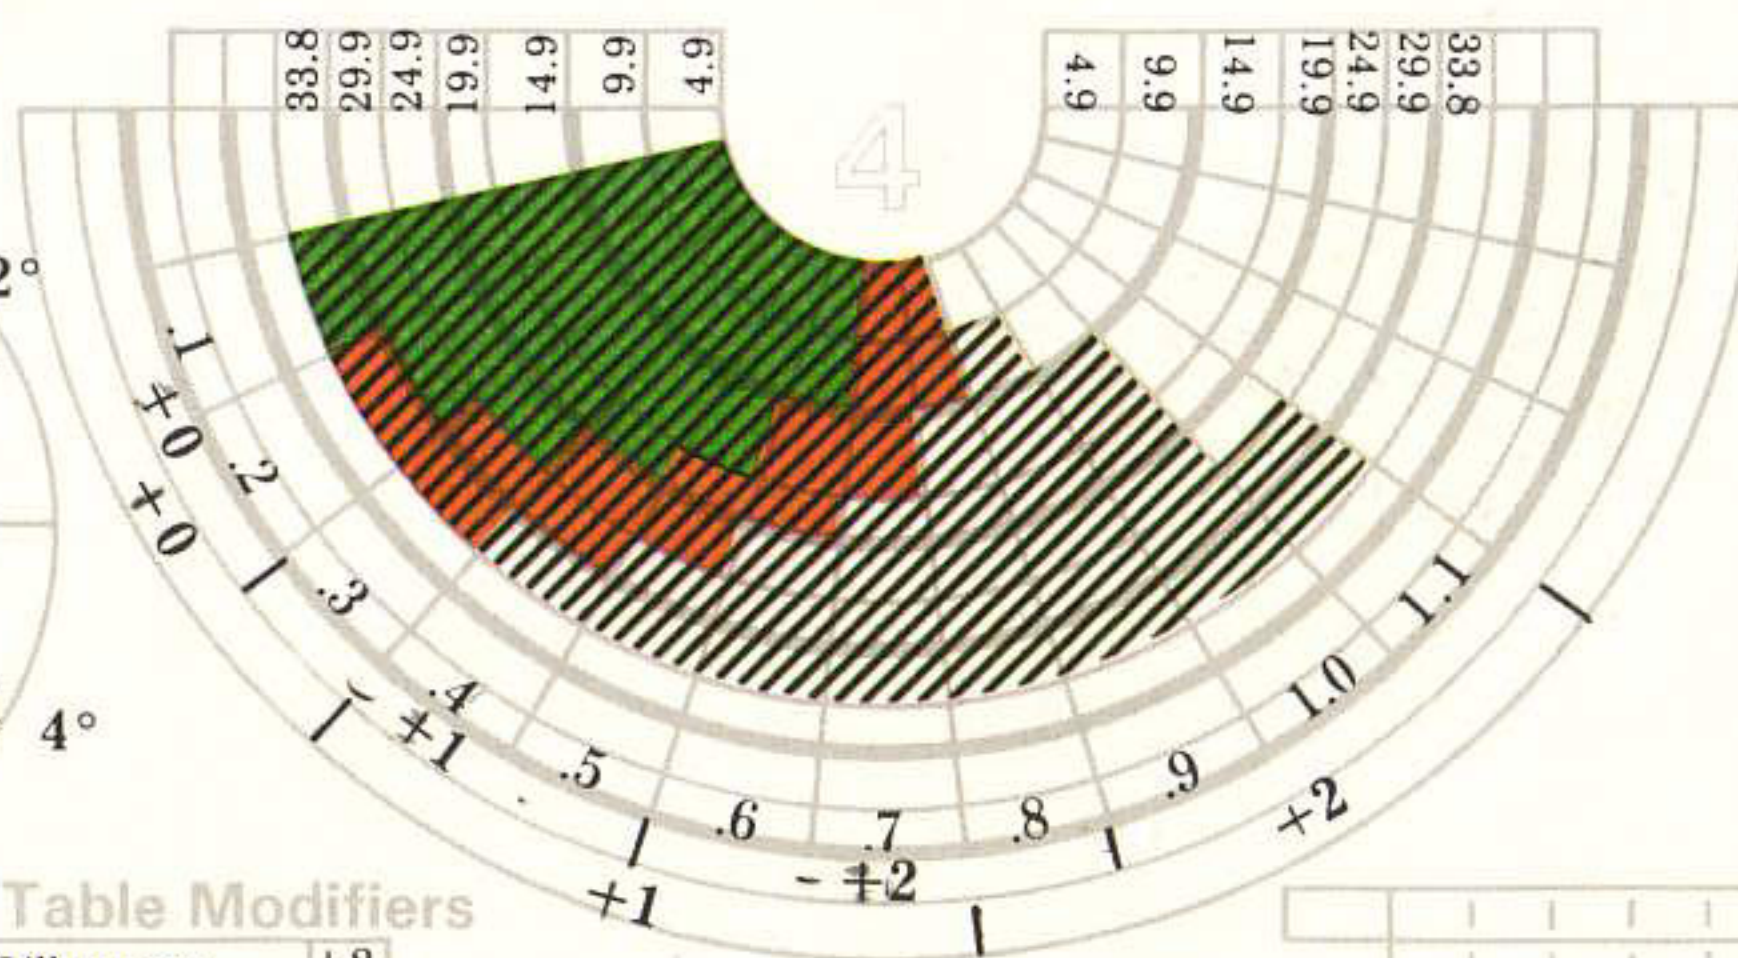 33.8 29.9 24.9 19.9 14.9 9.9 4.9
4.9 9.9 14.9 19.9 24.9 29.9 33.8
4
2°
4°
.1 .2 .3 .4 .5 .6 .7 .8 .9 1.0 1.1
+0 - +1 - +2
+0 +1 +2
Table Modifiers
+2